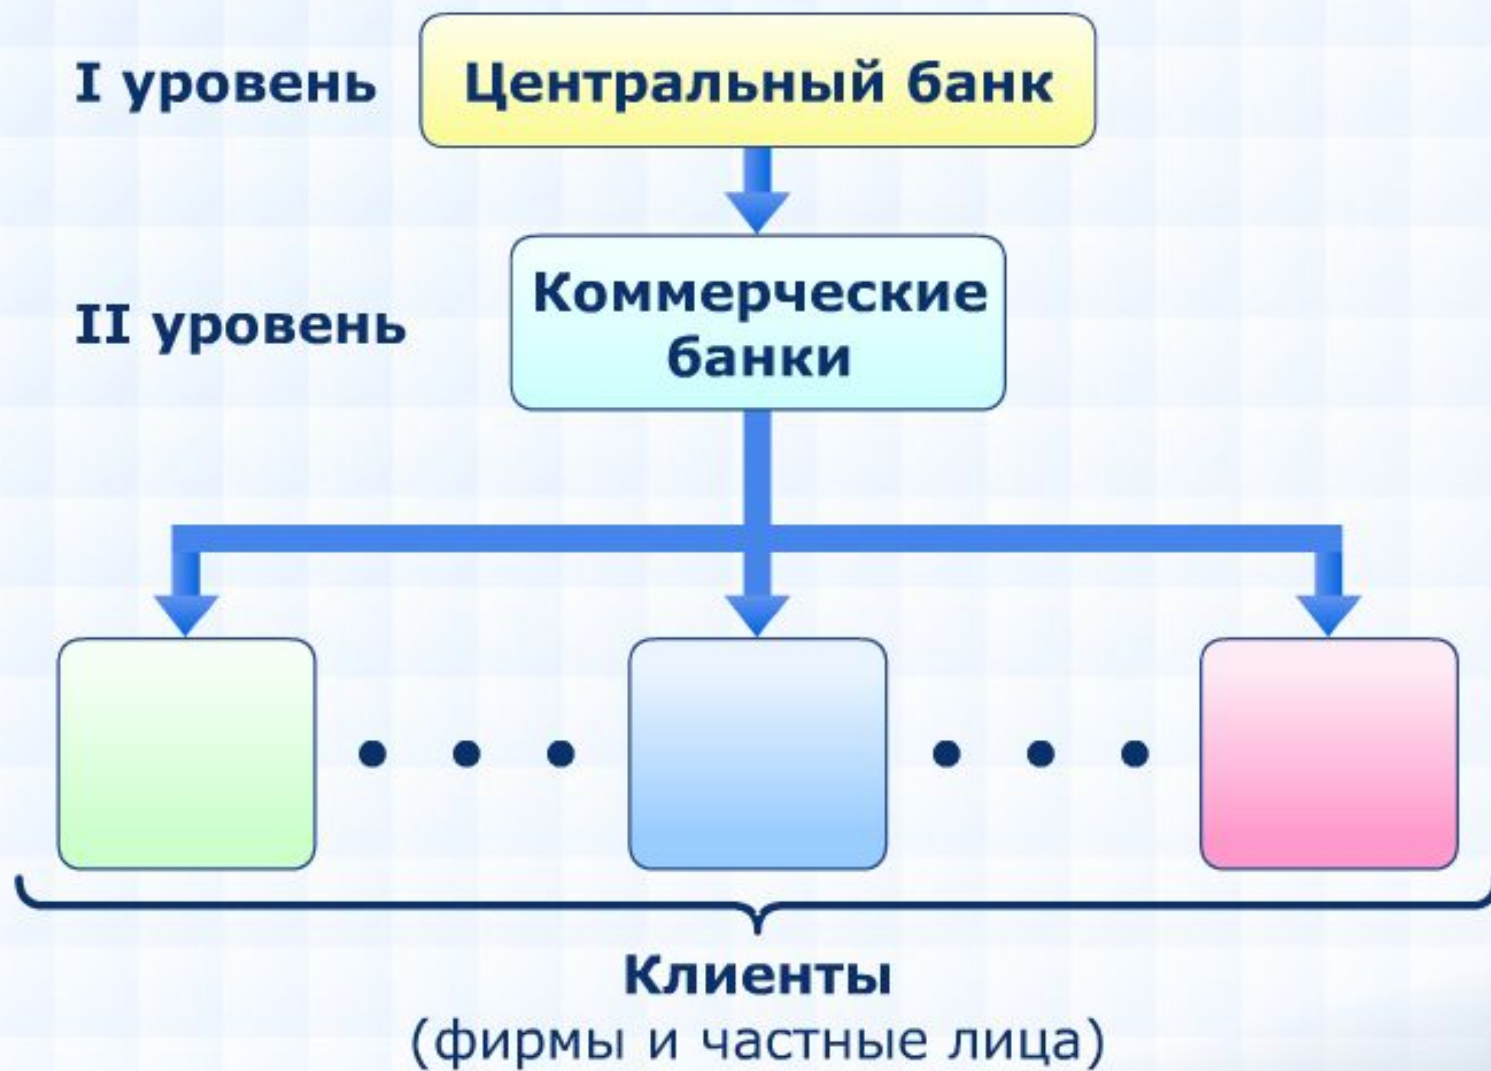 I уровень
Центральный банк
II уровень
Коммерческие
банки
Клиенты
(фирмы и частные лица)